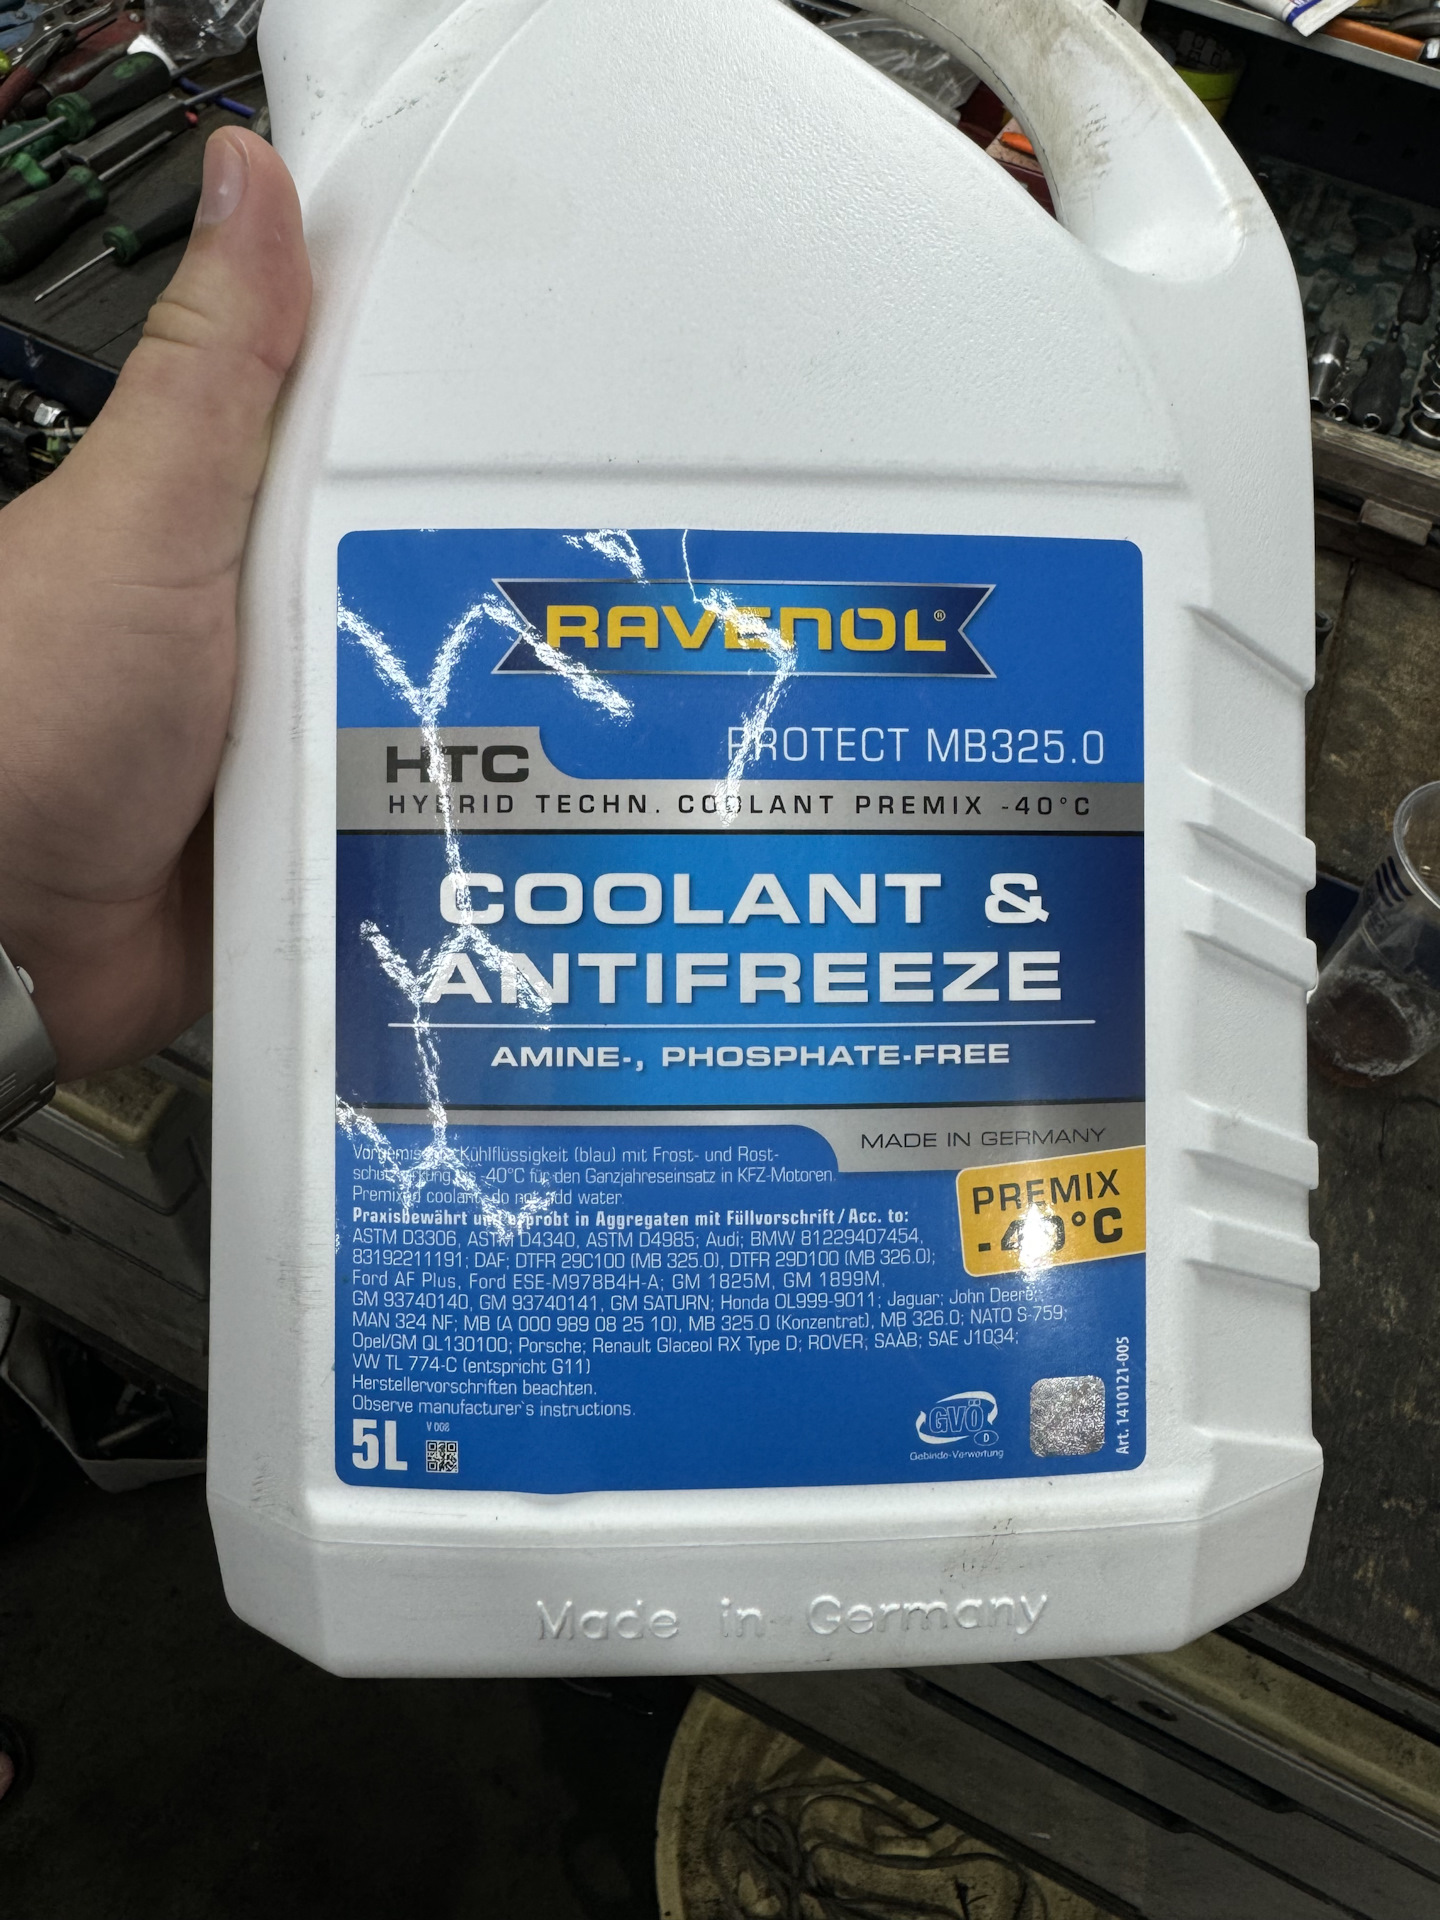 RAVENOL®
HTC
PROTECT MB325.0
HYBRID TECHN. COOLANT PREMIX -40°C
COOLANT &
ANTIFREEZE
AMINE-, PHOSPHATE-FREE
MADE IN GERMANY
PREMIX
-40°C
Vorgemischte Kühlflüssigkeit (blau) mit Frost- und Rost-
schutzwirkung bis -40°C für den Ganzjahreseinsatz in KFZ-Motoren.
Premixed coolant, do not add water.
Praxisbewährt und erprobt in Aggregaten mit Füllvorschrift/Acc. to:
ASTM D3306, ASTM D4340, ASTM D4985; Audi; BMW 81229407454,
83192211191; DAF; DTFR 29C100 (MB 325.0), DTFR 29D100 (MB 326.0);
Ford AF Plus, Ford ESE-M97B84H-A; GM 1825M, GM 1899M,
GM 93740140, GM 93740141, GM SATURN; Honda OL999-9011; Jaguar; John Deere;
MAN 324 NF; MB (A 000 989 08 25 10), MB 325.0 (Konzentrat), MB 326.0; NATO S-759;
Opel/GM QL130100; Porsche; Renault Glaceol RX Type D; ROVER; SAAB; SAE J1034;
VW TL 774-C (entspricht G11)
Herstellervorschriften beachten.
Observe manufacturer`s instructions.
5L
V 008
GVÖ
D
Gebinde-Verwertung
Art. 1410121-005
Made in Germany